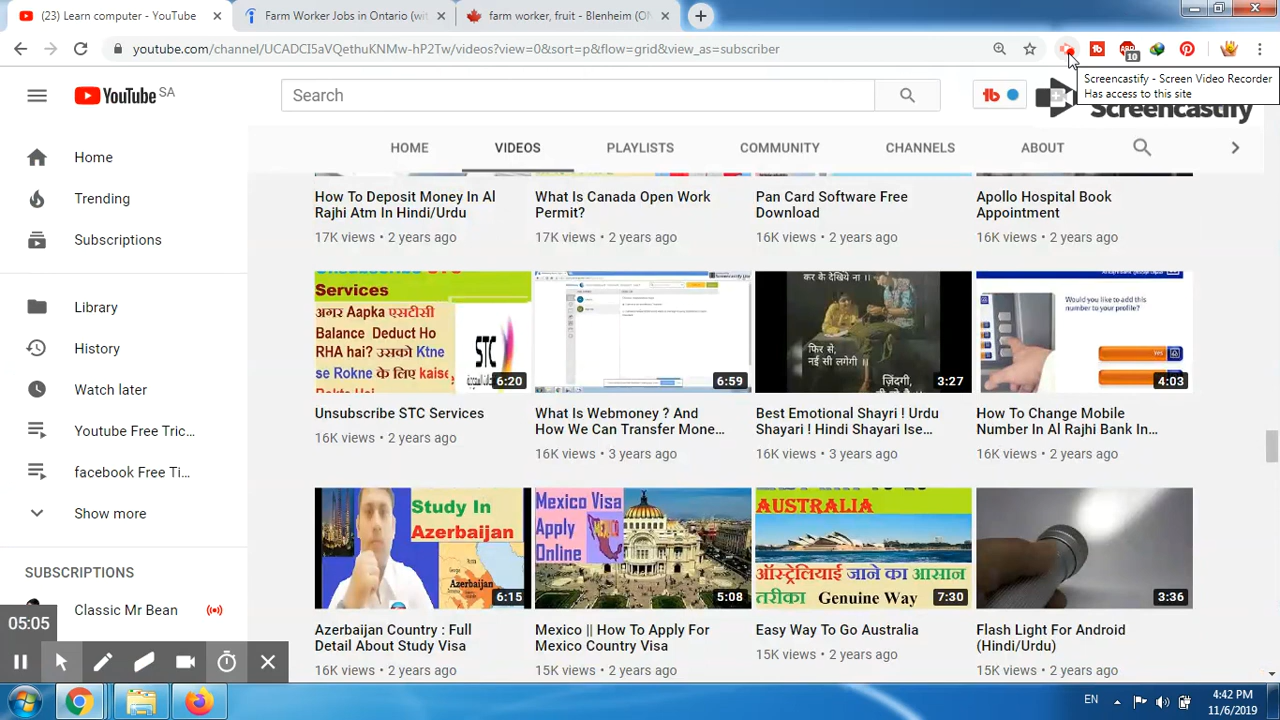 (23) Learn computer - YouTube
Farm Worker Jobs in Ontario (wit
farm worker, fruit - Blenheim (ON
youtube.com/channel/UCADCI5aVQethuKNMw-hP2Tw/videos?view=0&sort=p&flow=grid&view_as=subscriber
ABP
10
Screencastify - Screen Video Recorder
Has access to this site
YouTube SA
Search
Screencastify
HOME
VIDEOS
PLAYLISTS
COMMUNITY
CHANNELS
ABOUT
Home
Trending
Subscriptions
Library
History
Watch later
Youtube Free Tric...
facebook Free Ti...
Show more
SUBSCRIPTIONS
Classic Mr Bean
How To Deposit Money In Al
Rajhi Atm In Hindi/Urdu
17K views • 2 years ago
What Is Canada Open Work
Permit?
17K views • 2 years ago
Pan Card Software Free
Download
16K views • 2 years ago
Apollo Hospital Book
Appointment
16K views • 2 years ago
Unsubscribe STC
Services
अगर Aapka
Balance Deduct Ho
RHA hai? उसको Ktne
se Rokne के लिए kaise
STC
6:20
6:59
कर के देखिये ना ।।
फिर से,
नई सी लगेगी ।
ज़िंदगी,
3:27
Would you like to add this
number to your profile?
Yes
4:03
Unsubscribe STC Services
16K views • 2 years ago
What Is Webmoney ? And
How We Can Transfer Mone...
16K views • 3 years ago
Best Emotional Shayri ! Urdu
Shayari ! Hindi Shayari Ise...
16K views • 3 years ago
How To Change Mobile
Number In Al Rajhi Bank In...
16K views • 2 years ago
Study In
Azerbaijan
Azerbaijan
6:15
Mexico Visa
Apply
Online
5:08
AUSTRALIA
ऑस्ट्रेलियाई जाने का आसान
तरीका Genuine Way
7:30
3:36
Azerbaijan Country : Full
Detail About Study Visa
16K views • 2 years ago
Mexico || How To Apply For
Mexico Country Visa
15K views • 2 years ago
Easy Way To Go Australia
15K views • 2 years ago
Flash Light For Android
(Hindi/Urdu)
15K views • 2 years ago
05:05
EN
4:42 PM
11/6/2019